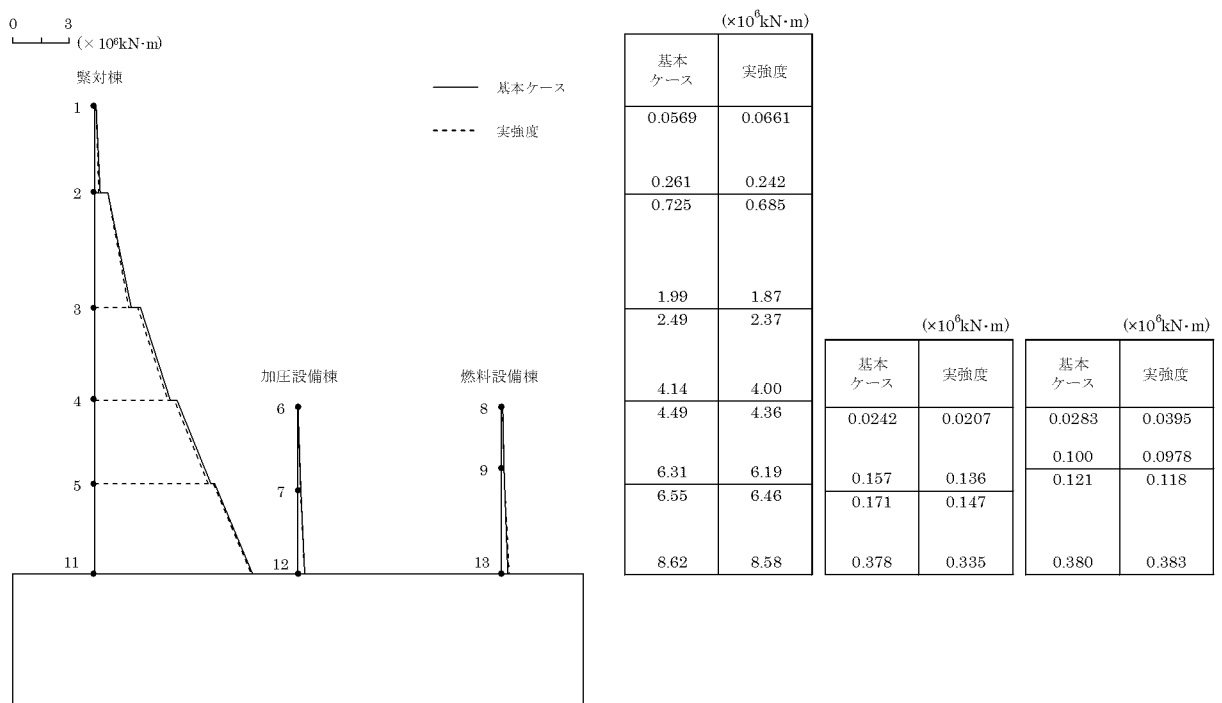 0 3
(× 10⁶kN·m)
緊対棟
基本ケース
実強度
1
2
3
4
5
11
加圧設備棟
6
7
12
燃料設備棟
8
9
13
(×10⁶kN·m)
基本ケース 実強度
0.0569 0.0661
0.261 0.242
0.725 0.685
1.99 1.87
2.49 2.37
4.14 4.00
4.49 4.36
6.31 6.19
6.55 6.46
8.62 8.58
(×10⁶kN·m)
基本ケース 実強度
0.0242 0.0207
0.157 0.136
0.171 0.147
0.378 0.335
(×10⁶kN·m)
基本ケース 実強度
0.0283 0.0395
0.100 0.0978
0.121 0.118
0.380 0.383